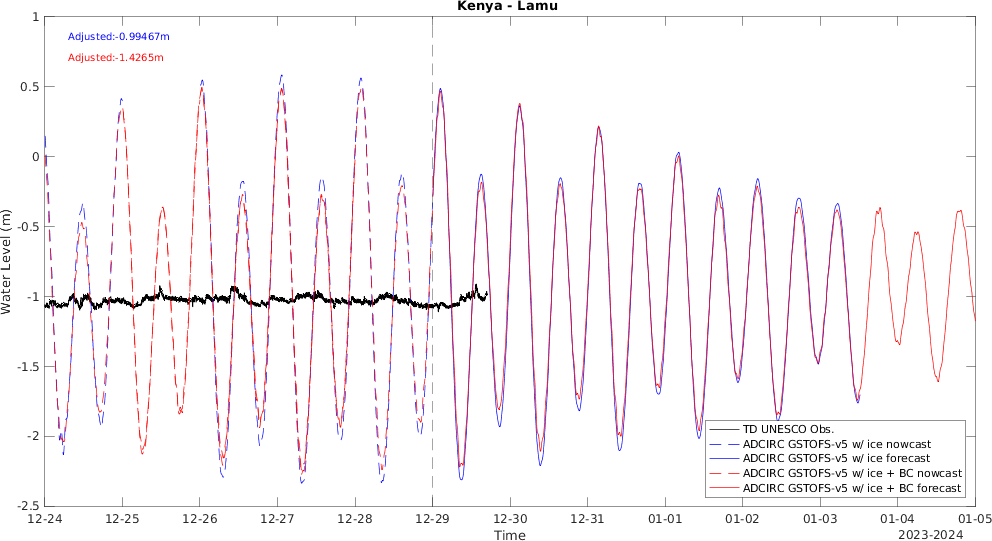 Kenya - Lamu
Adjusted:-0.99467m
Adjusted:-1.4265m
1
0.5
0
-0.5
-1
-1.5
-2
-2.5
Water Level (m)
12-24 12-25 12-26 12-27 12-28 12-29 12-30 12-31 01-01 01-02 01-03 01-04 01-05
Time
2023-2024
TD UNESCO Obs.
ADCIRC GSTOFS-v5 w/ ice nowcast
ADCIRC GSTOFS-v5 w/ ice forecast
ADCIRC GSTOFS-v5 w/ ice + BC nowcast
ADCIRC GSTOFS-v5 w/ ice + BC forecast